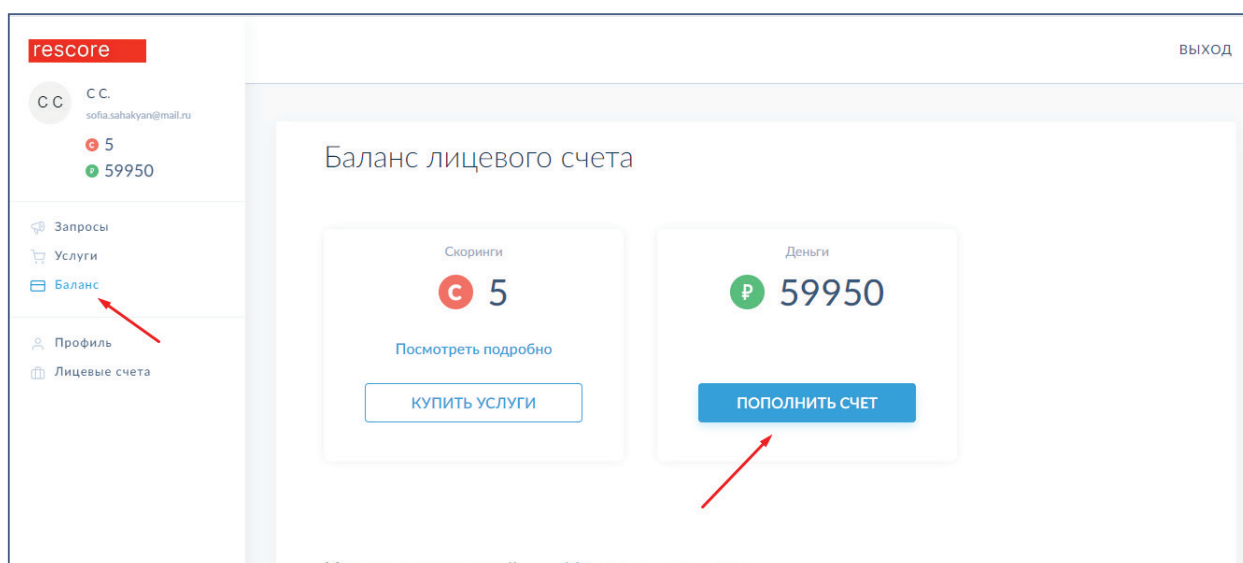 rescore
ВЫХОД
C C
C C.
sofia.sahakyan@mail.ru
C 5
₽ 59950
Запросы
Услуги
Баланс
Профиль
Лицевые счета
Баланс лицевого счета
Скоринги
C 5
Посмотреть подробно
КУПИТЬ УСЛУГИ
Деньги
₽ 59950
ПОПОЛНИТЬ СЧЕТ